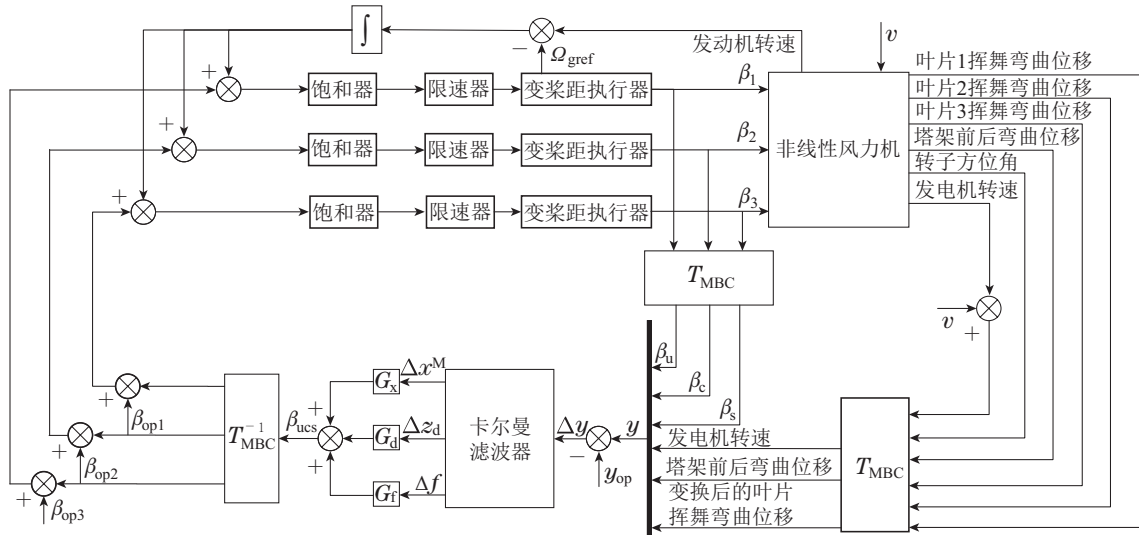 ∫
−
Ω_gref
发动机转速
v
叶片1挥舞弯曲位移
+
饱和器
限速器
变桨距执行器
β₁
叶片2挥舞弯曲位移
叶片3挥舞弯曲位移
+
饱和器
限速器
变桨距执行器
β₂
非线性风力机
塔架前后弯曲位移
转子方位角
发电机转速
+
饱和器
限速器
变桨距执行器
β₃
T_MBC
v
+
β_u
β_c
β_s
G_x
Δx^M
+
β_ucs
G_d
Δz_d
+
G_f
Δf
卡尔曼
滤波器
Δy
−
y
y_op
T_MBC^−1
+
β_op1
+
β_op2
+
β_op3
发电机转速
塔架前后弯曲位移
变换后的叶片
挥舞弯曲位移
T_MBC